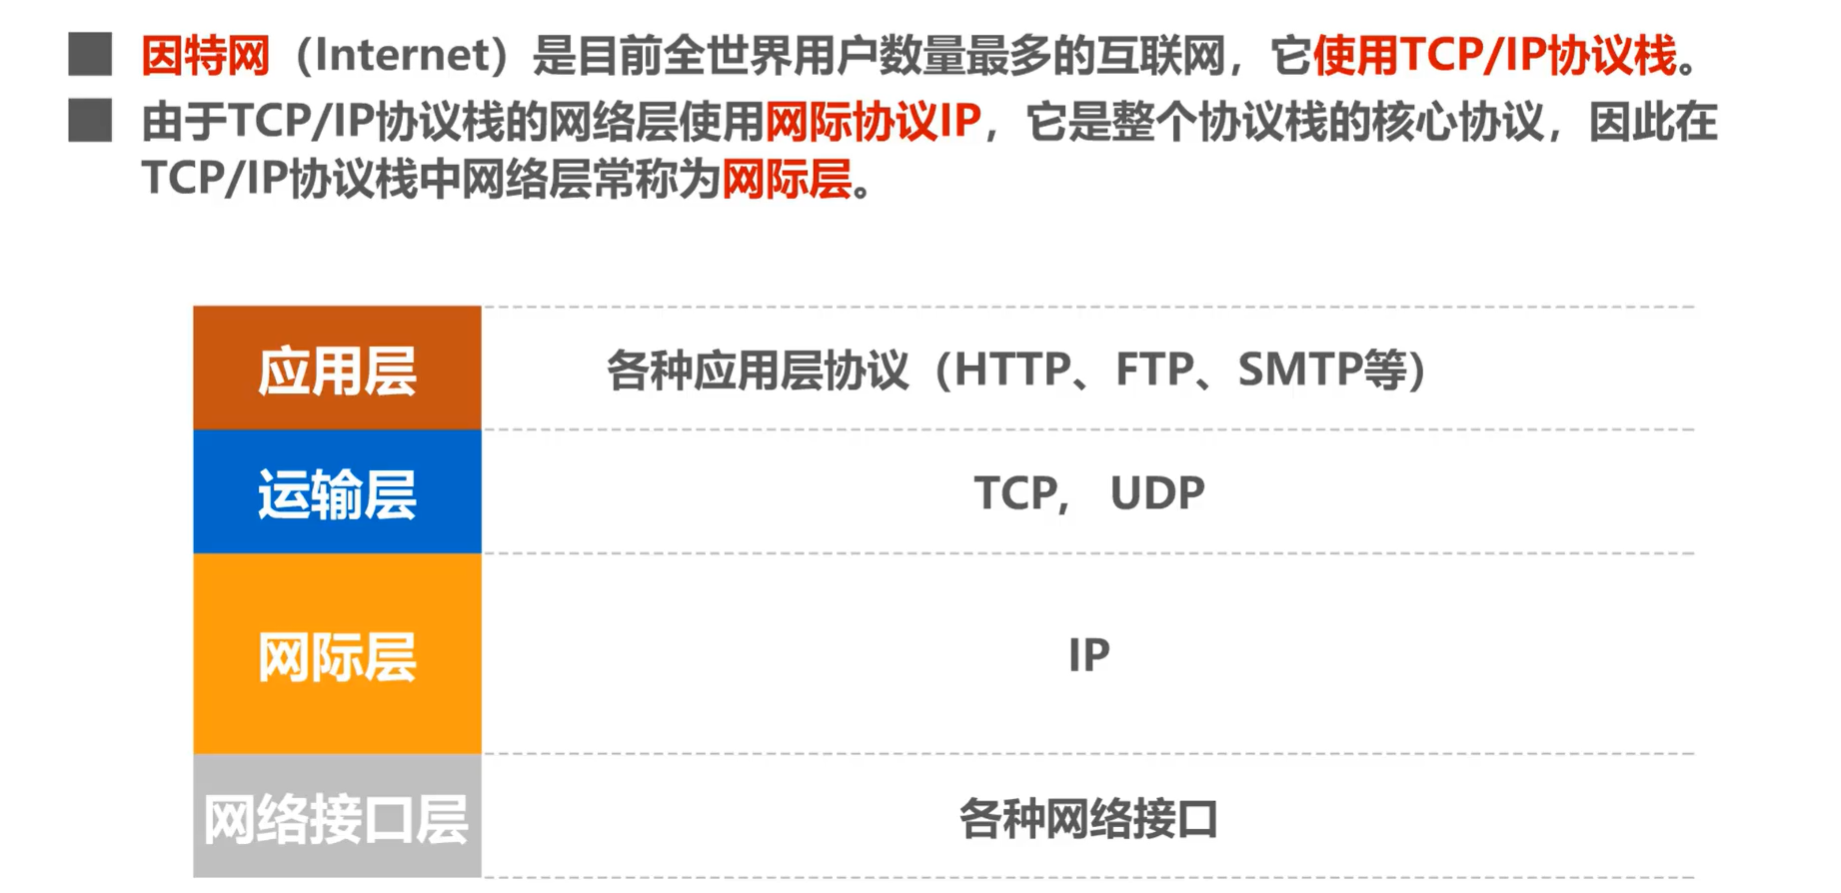 因特网（Internet）是目前全世界用户数量最多的互联网，它使用TCP/IP协议栈。
由于TCP/IP协议栈的网络层使用网际协议IP，它是整个协议栈的核心协议，因此在
TCP/IP协议栈中网络层常称为网际层。
应用层
各种应用层协议（HTTP、FTP、SMTP等）
运输层
TCP, UDP
网际层
IP
网络接口层
各种网络接口